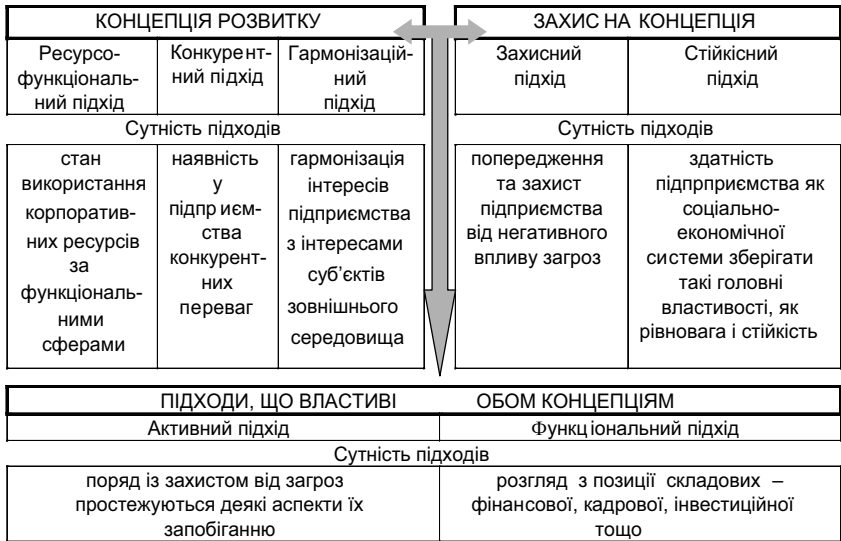 КОНЦЕПЦІЯ РОЗВИТКУ
Ресурсо-
функціональ-
ний підхід
Конкурент-
ний підхід
Гармонізацій-
ний
підхід
Сутність підходів
стан
використання
корпоратив-
них ресурсів
за
функціональ-
ними
сферами
наявність
у
підпр иєм-
ства
конкурент-
них
переваг
гармонізація
інтересів
підприємства
з інтересами
суб’єктів
зовнішнього
середовища
ЗАХИС НА КОНЦЕПЦІЯ
Захисний
підхід
Стійкісний
підхід
Сутність підходів
попередження
та захист
підприємства
від негативного
впливу загроз
здатність
підпрприємства як
соціально-
економічної
системи зберігати
такі головні
властивості, як
рівновага і стійкість
ПІДХОДИ, ЩО ВЛАСТИВІ ОБОМ КОНЦЕПЦІЯМ
Активний підхід
Функціональний підхід
Сутність підходів
поряд із захистом від загроз
простежуються деякі аспекти їх
запобіганню
розгляд з позиції складових –
фінансової, кадрової, інвестиційної
тощо